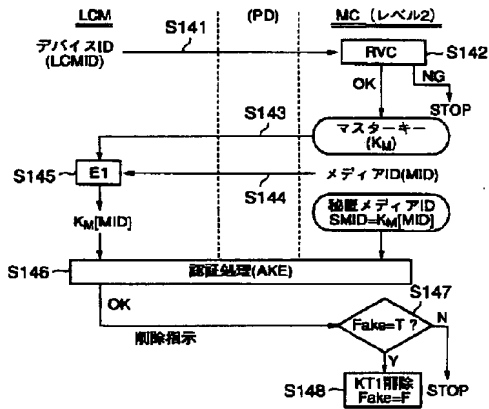 LCM
(PD)
MC (レベル2)
S141
デバイスID
(LCMID)
RVC
S142
OK
NG
STOP
S143
マスターキー
(KM)
S145
E1
S144
メディアID(MID)
KM[MID]
秘匿メディアID
SMID=KM[MID]
S146
認証処理(AKE)
OK
S147
削除指示
Fake=T ?
N
Y
S148
KT1削除
Fake=F
STOP